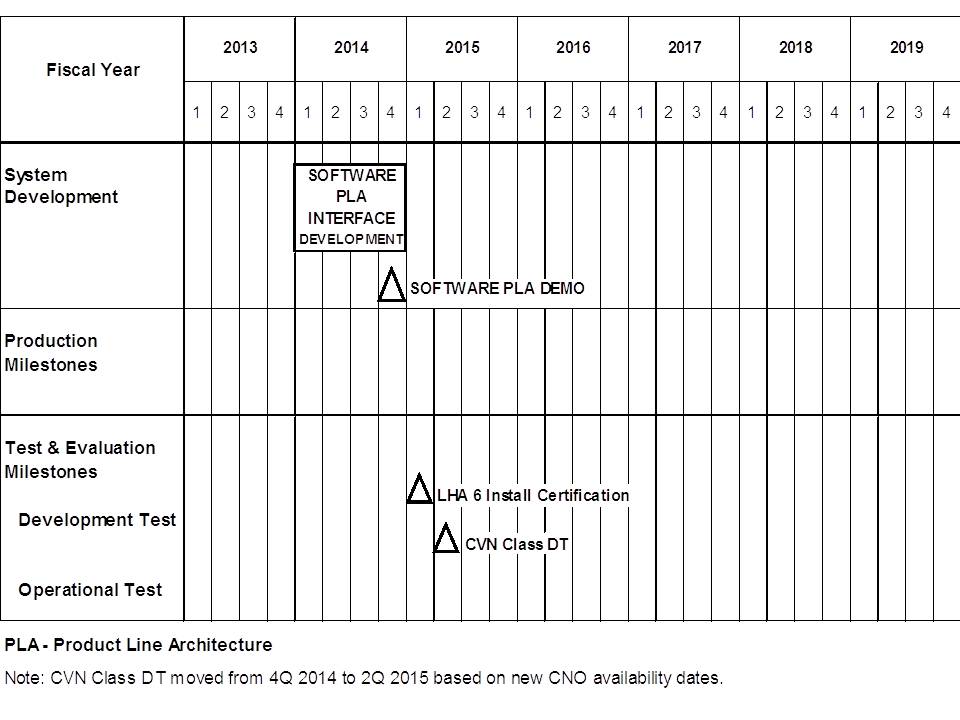 Fiscal Year
2013 2014 2015 2016 2017 2018 2019
1 2 3 4 1 2 3 4 1 2 3 4 1 2 3 4 1 2 3 4 1 2 3 4 1 2 3 4
System
Development
SOFTWARE
PLA
INTERFACE
DEVELOPMENT
SOFTWARE PLA DEMO
Production
Milestones
Test & Evaluation
Milestones
LHA 6 Install Certification
Development Test
CVN Class DT
Operational Test
PLA - Product Line Architecture
Note: CVN Class DT moved from 4Q 2014 to 2Q 2015 based on new CNO availability dates.